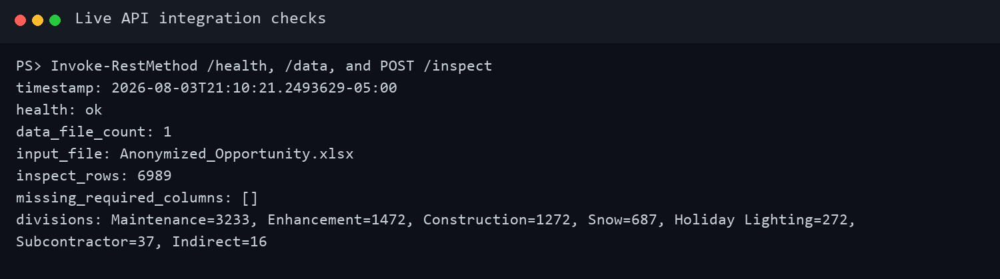 Live API integration checks
PS> Invoke-RestMethod /health, /data, and POST /inspect
timestamp: 2026-08-03T21:10:21.2493629-05:00
health: ok
data_file_count: 1
input_file: Anonymized_Opportunity.xlsx
inspect_rows: 6989
missing_required_columns: []
divisions: Maintenance=3233, Enhancement=1472, Construction=1272, Snow=687, Holiday Lighting=272,
Subcontractor=37, Indirect=16